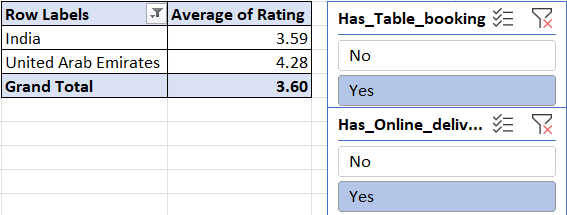 Row Labels Average of Rating
India 3.59
United Arab Emirates 4.28
Grand Total 3.60
Has_Table_booking
No
Yes
Has_Online_deliv...
No
Yes